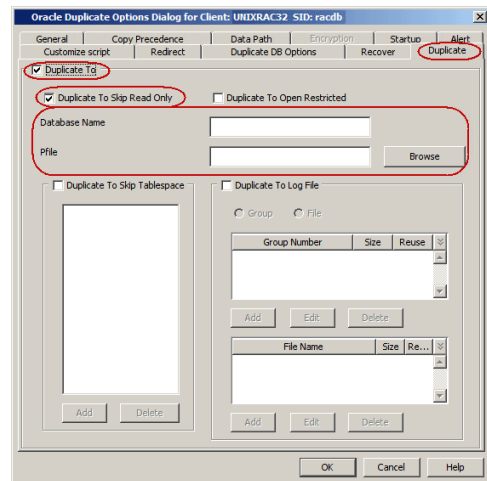 Oracle Duplicate Options Dialog for Client: UNIXRAC32 SID: racdb
General Copy Precedence Data Path Encryption Startup Alert
Customize script Redirect Duplicate DB Options Recover Duplicate
Duplicate To
Duplicate To Skip Read Only Duplicate To Open Restricted
Database Name
Pfile Browse
Duplicate To Skip Tablespace Duplicate To Log File
Group File
Group Number Size Reuse
Add Edit Delete
File Name Size Re...
Add Delete Add Edit Delete
OK Cancel Help